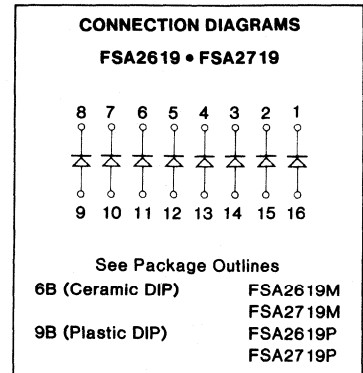 CONNECTION DIAGRAMS
FSA2619 • FSA2719
8 7 6 5 4 3 2 1
9 10 11 12 13 14 15 16
See Package Outlines
6B (Ceramic DIP) FSA2619M
FSA2719M
9B (Plastic DIP) FSA2619P
FSA2719P